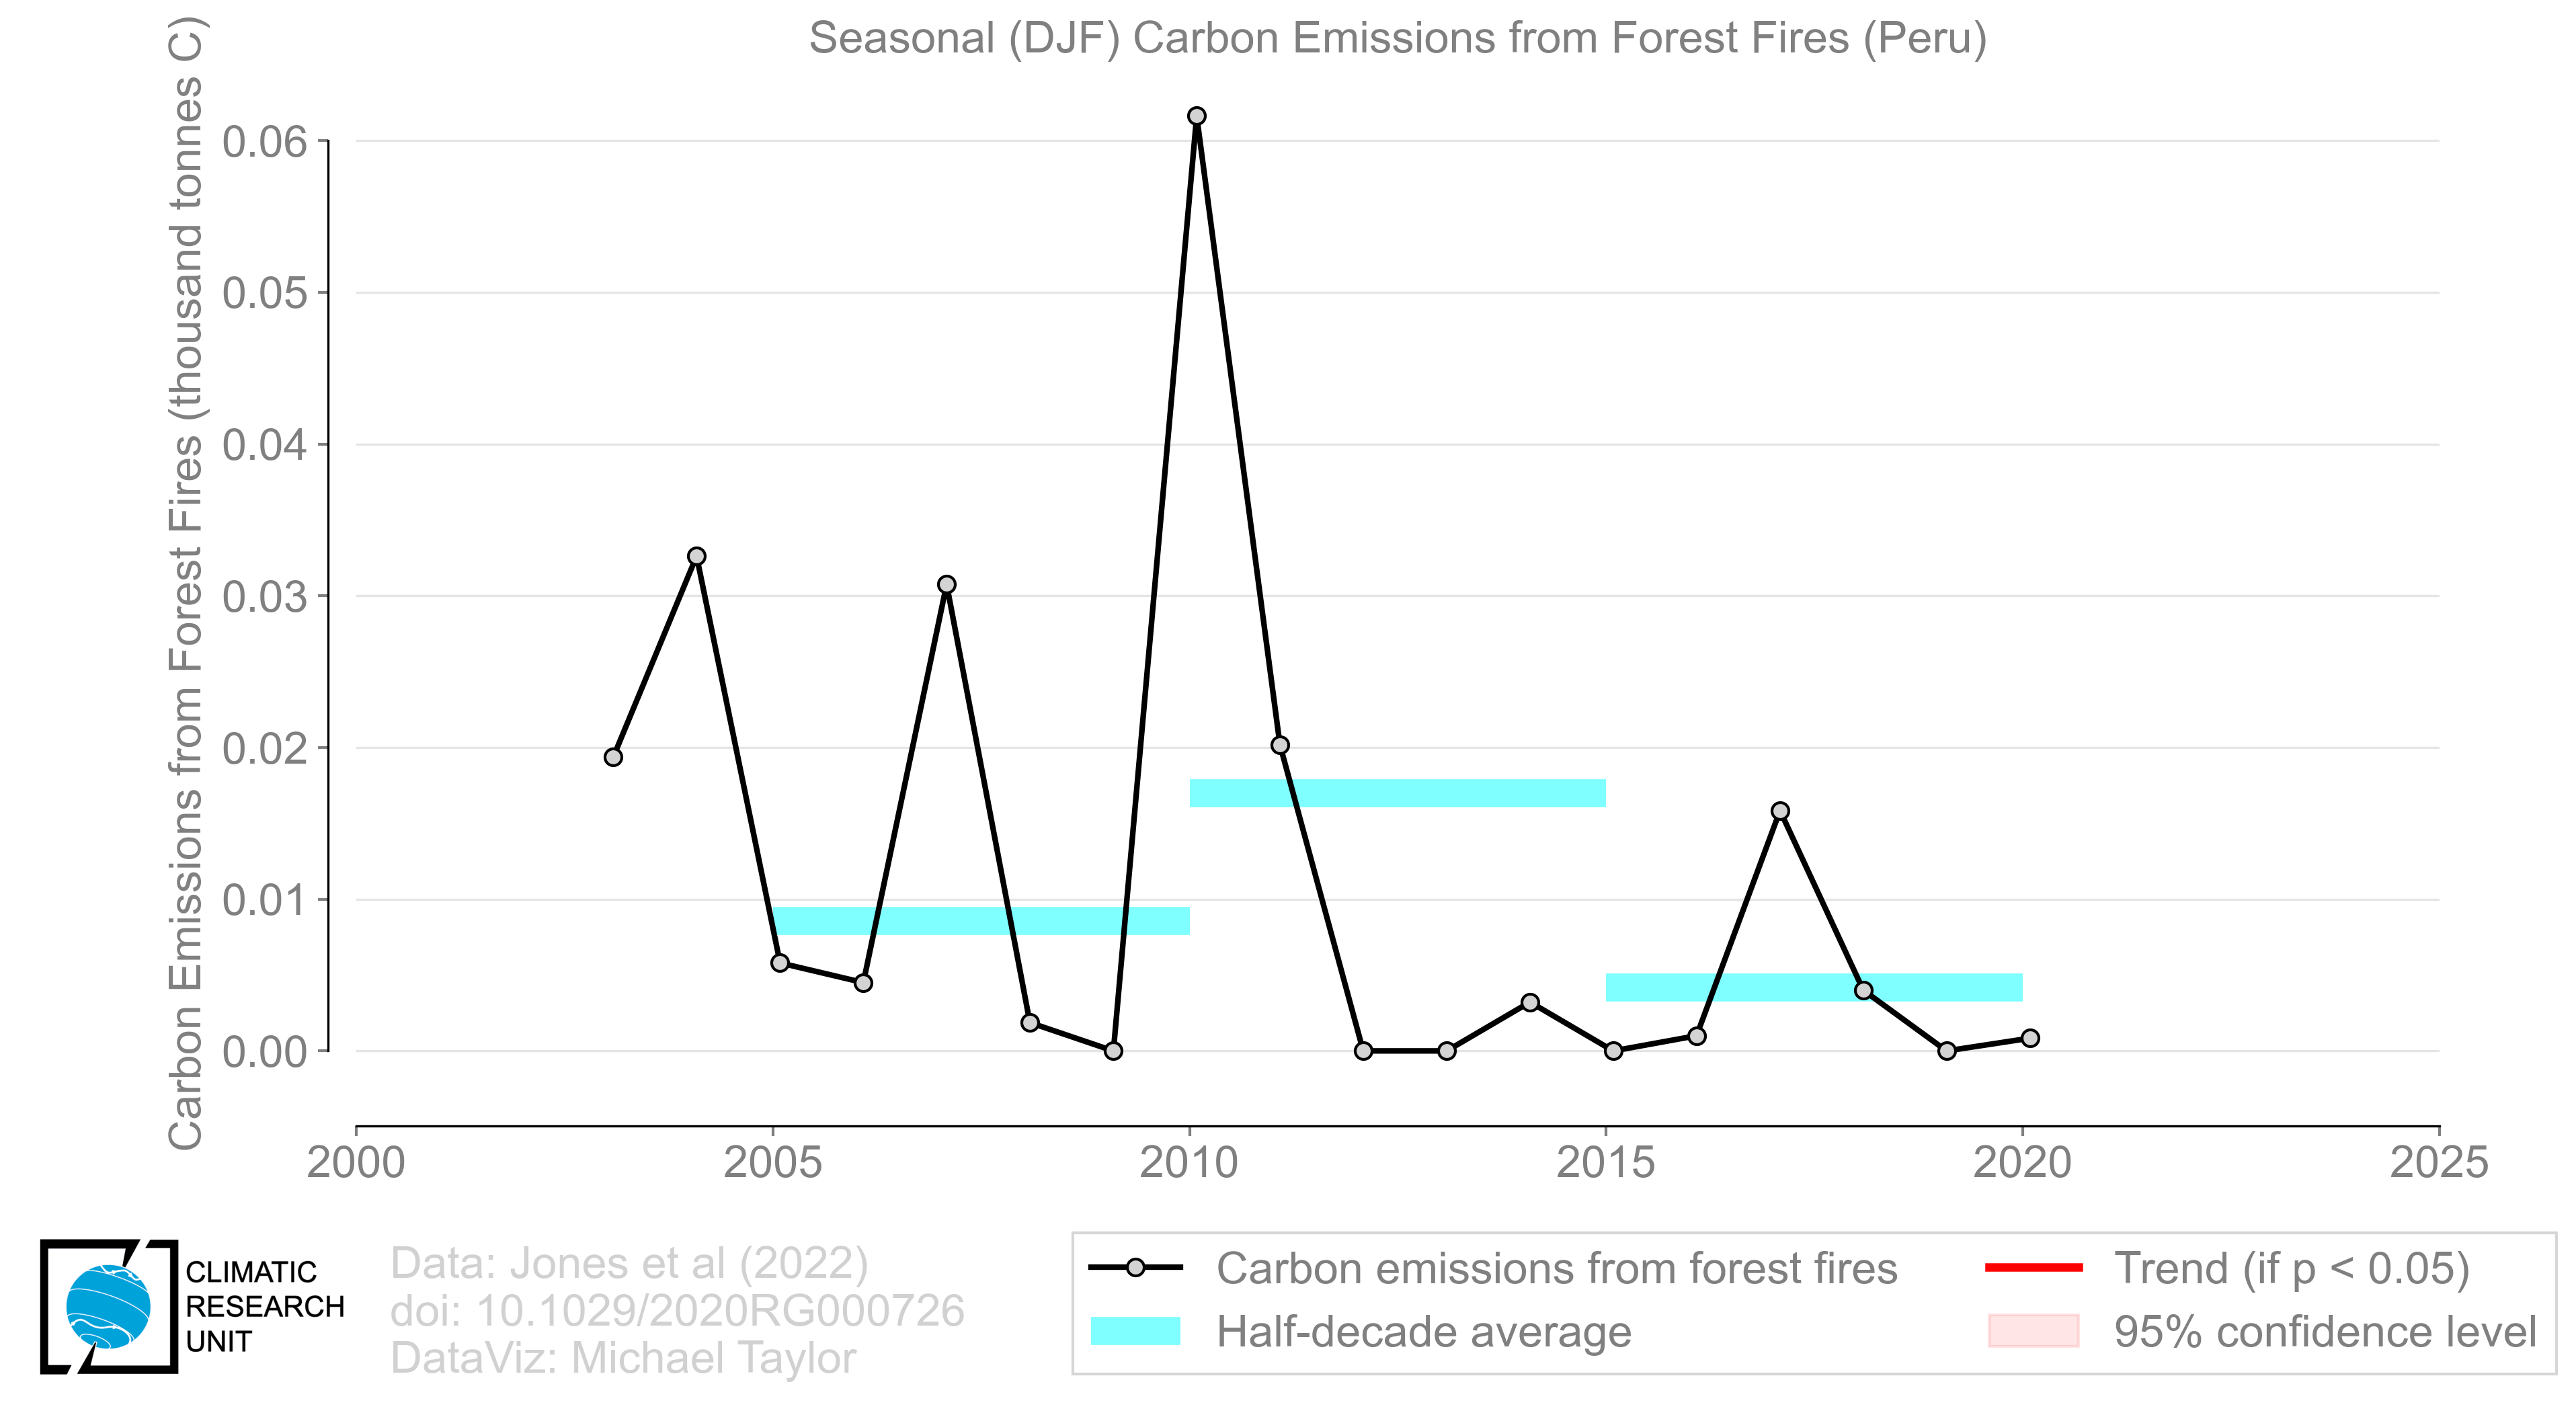 Seasonal (DJF) Carbon Emissions from Forest Fires (Peru)
Carbon Emissions from Forest Fires (thousand tonnes C)
0.06
0.05
0.04
0.03
0.02
0.01
0.00
2000 2005 2010 2015 2020 2025
CLIMATIC
RESEARCH
UNIT
Data: Jones et al (2022)
doi: 10.1029/2020RG000726
DataViz: Michael Taylor
Carbon emissions from forest fires
Half-decade average
Trend (if p < 0.05)
95% confidence level